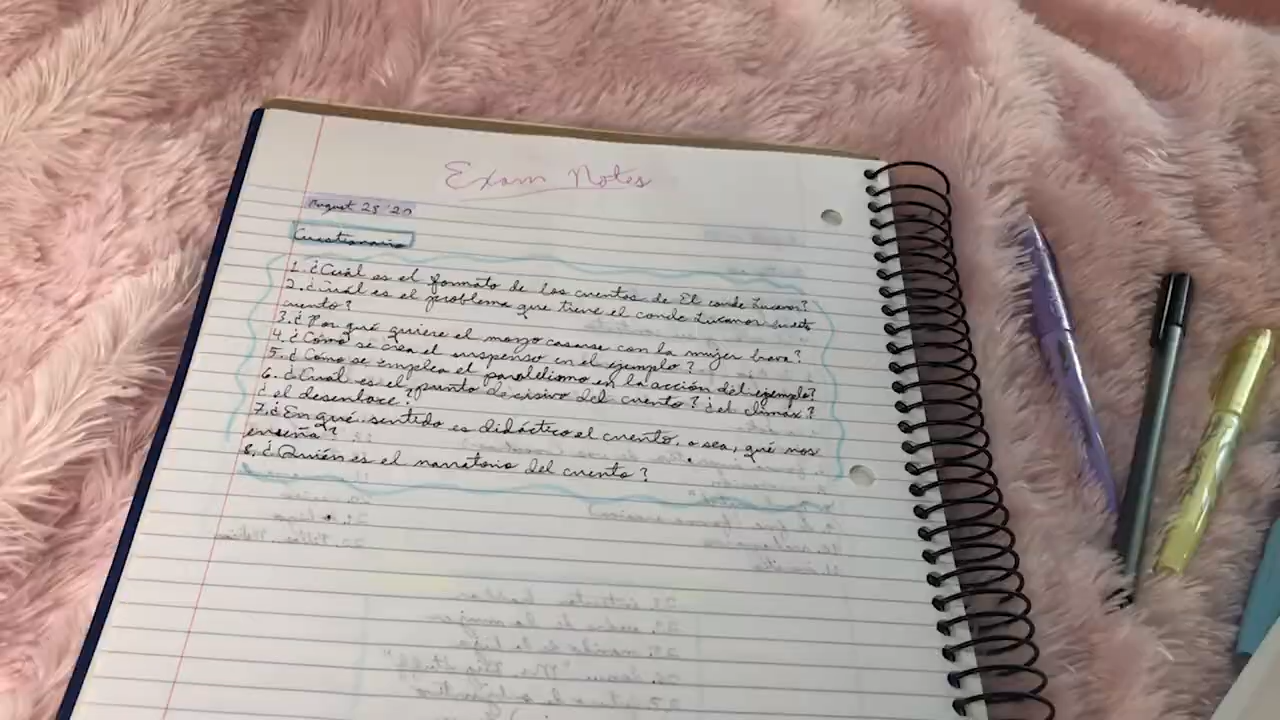 Exam Notes
August 28 '20
Cuestionario
1. ¿Cuál es el formato de los cuentos de El conde Lucanor?
2. ¿Cuál es el problema que tiene el conde Lucanor en este
cuento?
3. ¿Por qué quiere el mozo casarse con la mujer brava?
4. ¿Cómo se crea el suspenso en el ejemplo?
5. ¿Cómo se emplea el paralelismo en la acción del ejemplo?
6. ¿Cuál es el punto decisivo del cuento? ¿el clímax?
¿el desenlace?
7. ¿En qué sentido es didáctico el cuento, o sea, qué nos
enseña?
8. ¿Quién es el narratorio del cuento?